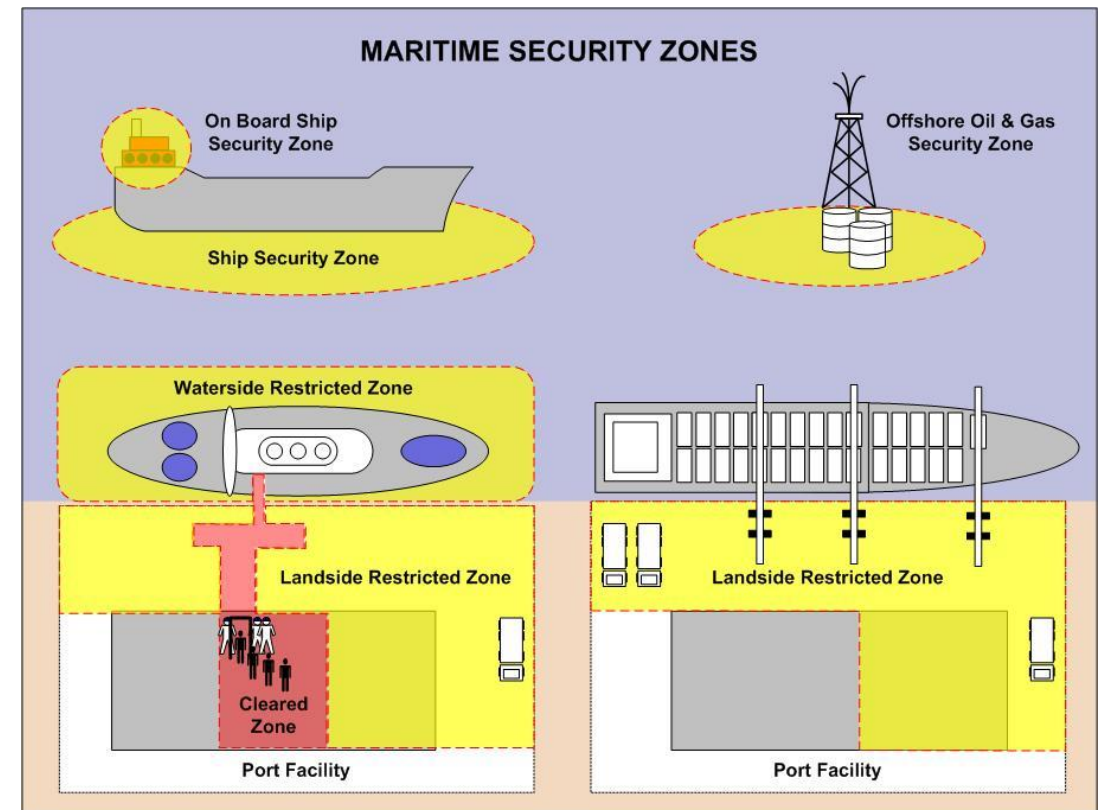 MARITIME SECURITY ZONES
On Board Ship
Security Zone
Offshore Oil & Gas
Security Zone
Ship Security Zone
Waterside Restricted Zone
Landside Restricted Zone
Landside Restricted Zone
Cleared
Zone
Port Facility
Port Facility